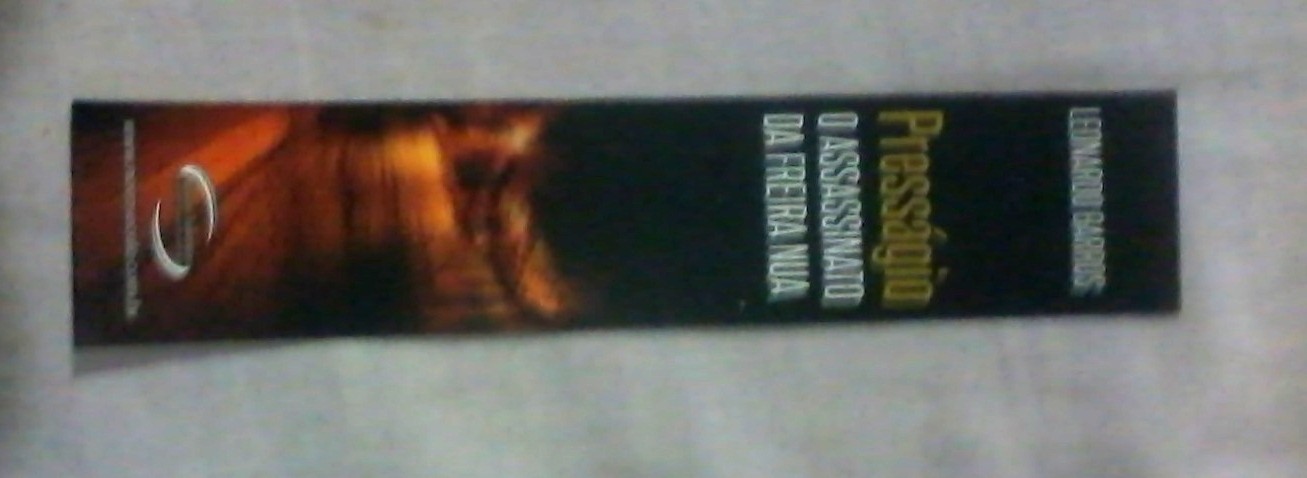 LEONARDO BARROS
Presságio
O ASSASSINATO
DA FREIRA NUA